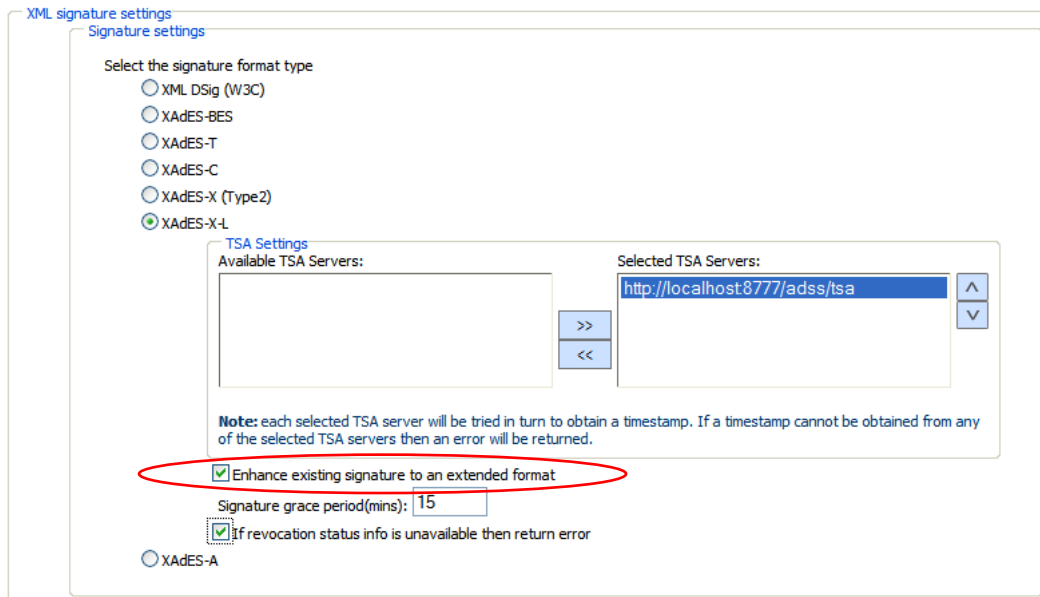 XML signature settings
Signature settings
Select the signature format type
XML DSig (W3C)
XAdES-BES
XAdES-T
XAdES-C
XAdES-X (Type2)
XAdES-X-L
TSA Settings
Available TSA Servers:
Selected TSA Servers:
http://localhost:8777/adss/tsa
>>
<<
Note: each selected TSA server will be tried in turn to obtain a timestamp. If a timestamp cannot be obtained from any
of the selected TSA servers then an error will be returned.
Enhance existing signature to an extended format
Signature grace period(mins): 15
If revocation status info is unavailable then return error
XAdES-A